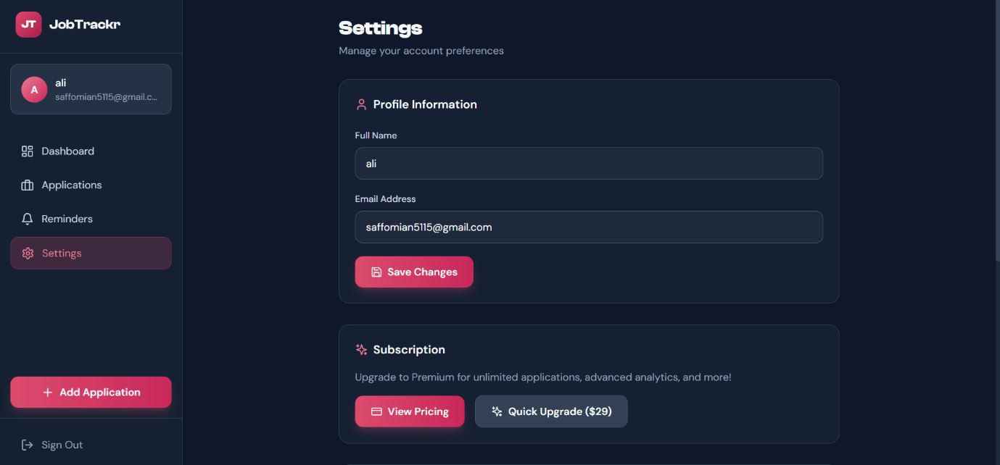 JT JobTrackr
A
ali
saffomian5115@gmail.c...
Dashboard
Applications
Reminders
Settings
+ Add Application
Sign Out
Settings
Manage your account preferences
Profile Information
Full Name
ali
Email Address
saffomian5115@gmail.com
Save Changes
Subscription
Upgrade to Premium for unlimited applications, advanced analytics, and more!
View Pricing
Quick Upgrade ($29)